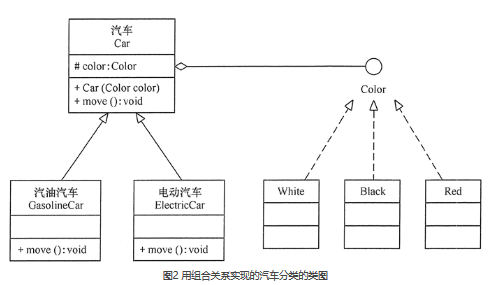 汽车
Car
# color:Color
+ Car (Color color)
+ move ():void
Color
汽油汽车
GasolineCar
+ move ():void
电动汽车
ElectricCar
+ move ():void
White
Black
Red
图2 用组合关系实现的汽车分类的类图